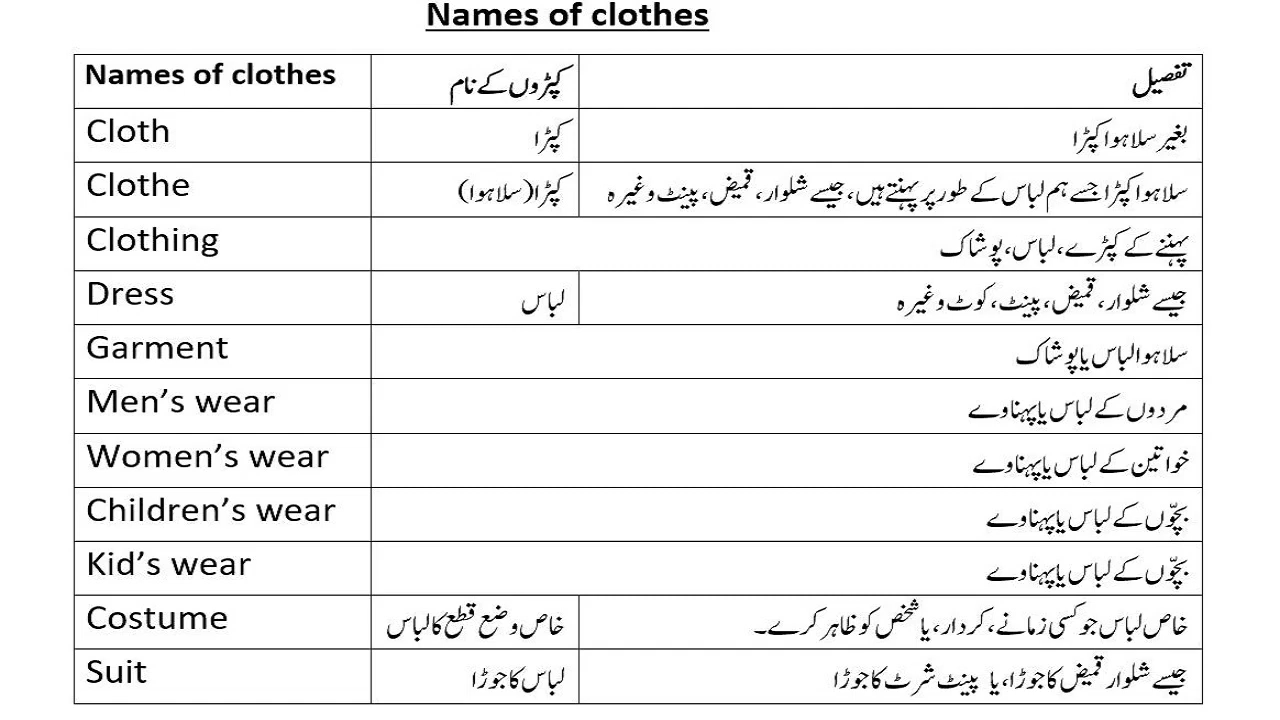 Names of clothes
Names of clothes کپڑوں کے نام تفصیل
Cloth کپڑا بغیر سلا ہوا کپڑا
Clothe کپڑا (سلا ہوا) سلا ہوا کپڑا جسے ہم لباس کے طور پر پہنتے ہیں، جیسے شلوار، قمیض، پینٹ وغیرہ
Clothing پہننے کے کپڑے، لباس، پوشاک
Dress لباس جیسے شلوار، قمیض، پینٹ، کوٹ وغیرہ
Garment سلا ہوا لباس یا پوشاک
Men’s wear مردوں کے لباس یا پہناوے
Women’s wear خواتین کے لباس یا پہناوے
Children’s wear بچّوں کے لباس یا پہناوے
Kid’s wear بچّوں کے لباس یا پہناوے
Costume خاص وضع قطع کا لباس خاص لباس جو کسی زمانے، کردار، یا شخص کو ظاہر کرے۔
Suit لباس کا جوڑا جیسے شلوار قمیض کا جوڑا، یا پینٹ شرٹ کا جوڑا